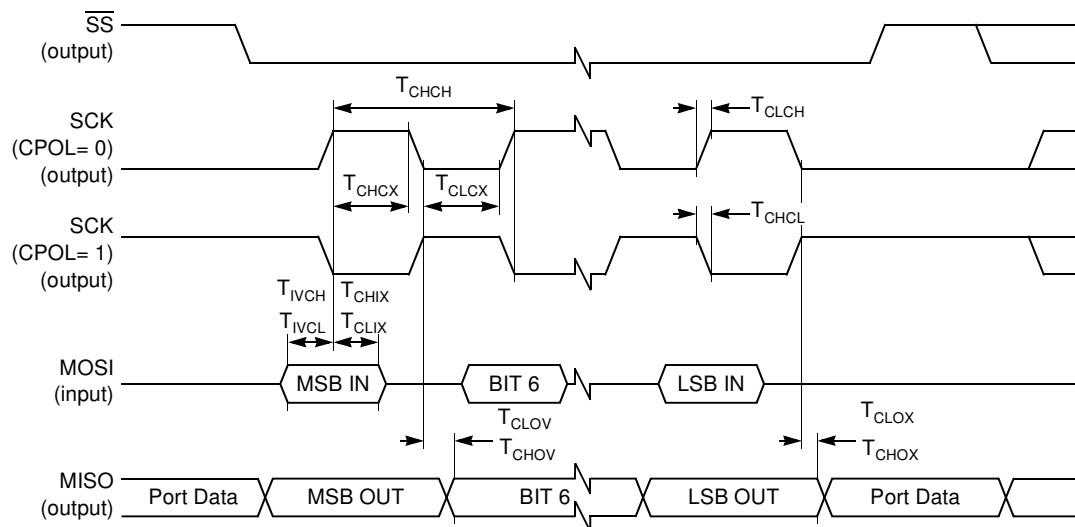 SS
(output)
T_CHCH
T_CLCH
SCK
(CPOL= 0)
(output)
T_CHCX
T_CLCX
T_CHCL
SCK
(CPOL= 1)
(output)
T_IVCH
T_CHIX
T_IVCL
T_CLIX
MOSI
(input)
MSB IN
BIT 6
LSB IN
T_CLOV
T_CLOX
T_CHOV
T_CHOX
MISO
(output)
Port Data
MSB OUT
BIT 6
LSB OUT
Port Data